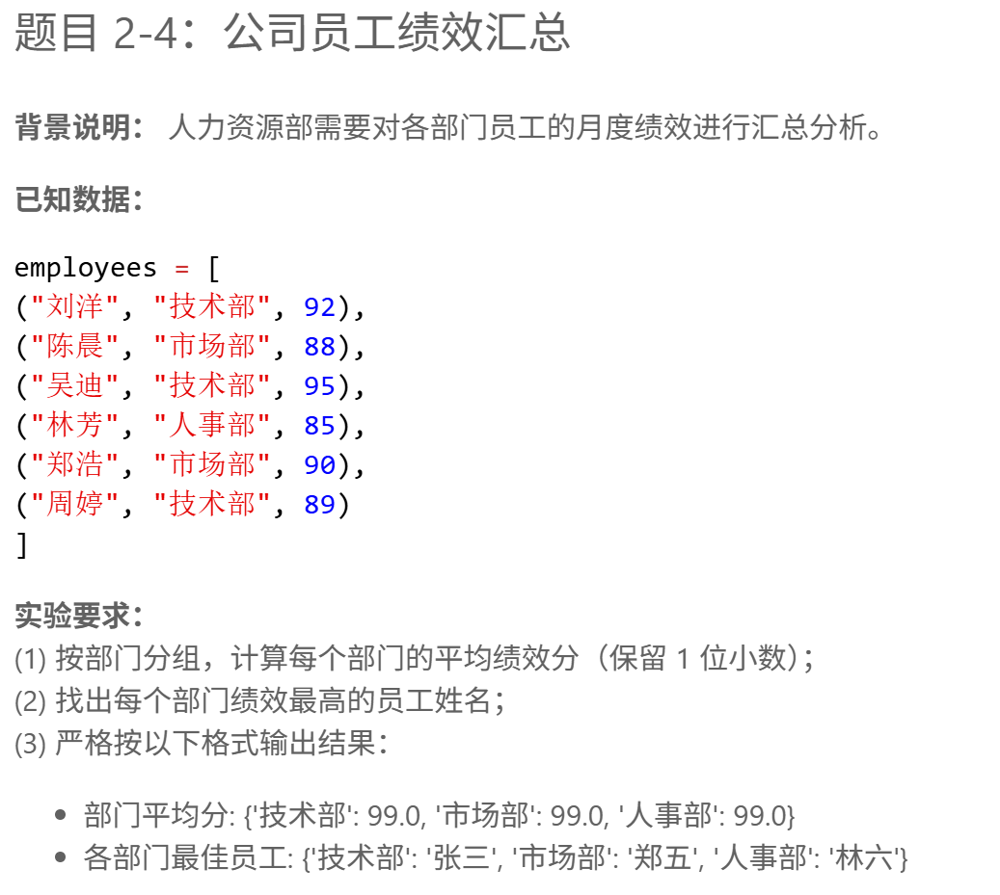 题目 2-4：公司员工绩效汇总
背景说明： 人力资源部需要对各部门员工的月度绩效进行汇总分析。
已知数据：
employees = [
("刘洋", "技术部", 92),
("陈晨", "市场部", 88),
("吴迪", "技术部", 95),
("林芳", "人事部", 85),
("郑浩", "市场部", 90),
("周婷", "技术部", 89)
]
实验要求：
(1) 按部门分组，计算每个部门的平均绩效分（保留 1 位小数）；
(2) 找出每个部门绩效最高的员工姓名；
(3) 严格按以下格式输出结果：
• 部门平均分: {'技术部': 99.0, '市场部': 99.0, '人事部': 99.0}
• 各部门最佳员工: {'技术部': '张三', '市场部': '郑五', '人事部': '林六'}